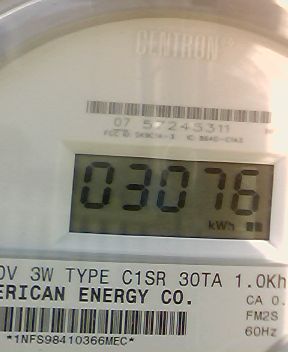 CENTRON
07 57245311
03076
kWh
0V 3W TYPE C1SR 30TA 1.0Kh
ERICAN ENERGY CO.
CA 0.
FM2S
60Hz
*1NFS98410366MEC*